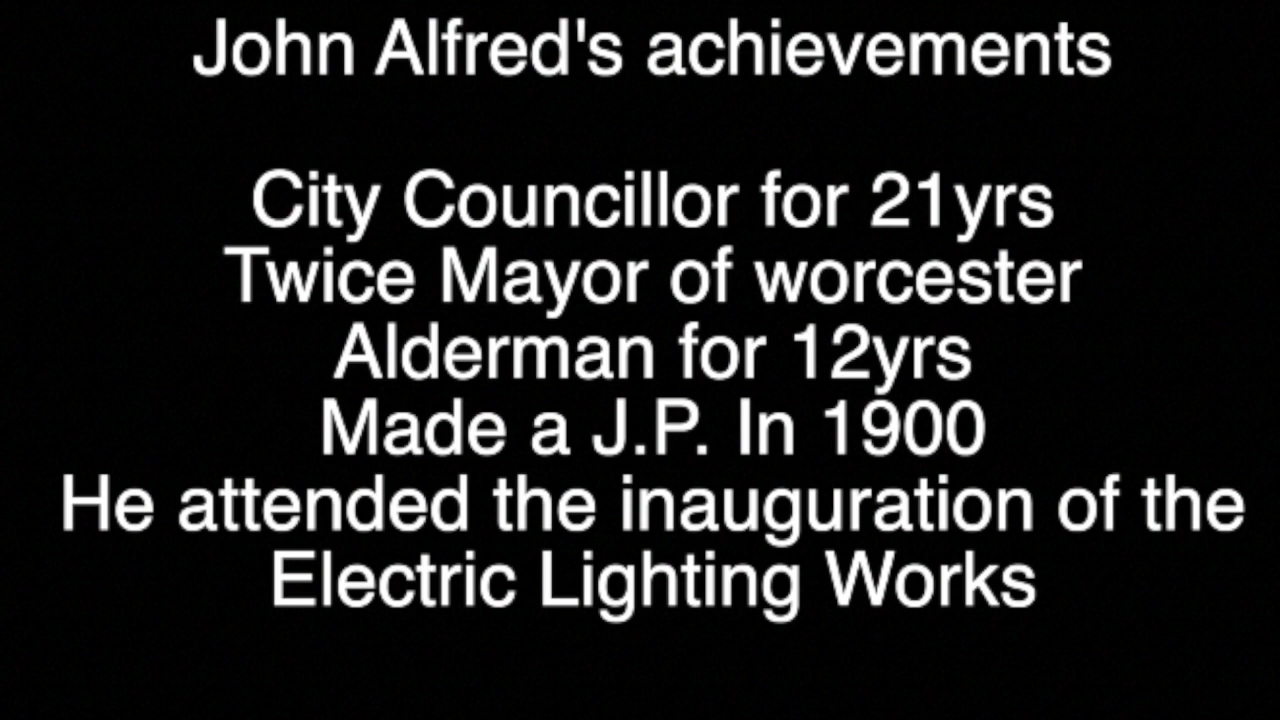 John Alfred's achievements
City Councillor for 21yrs
Twice Mayor of worcester
Alderman for 12yrs
Made a J.P. In 1900
He attended the inauguration of the
Electric Lighting Works